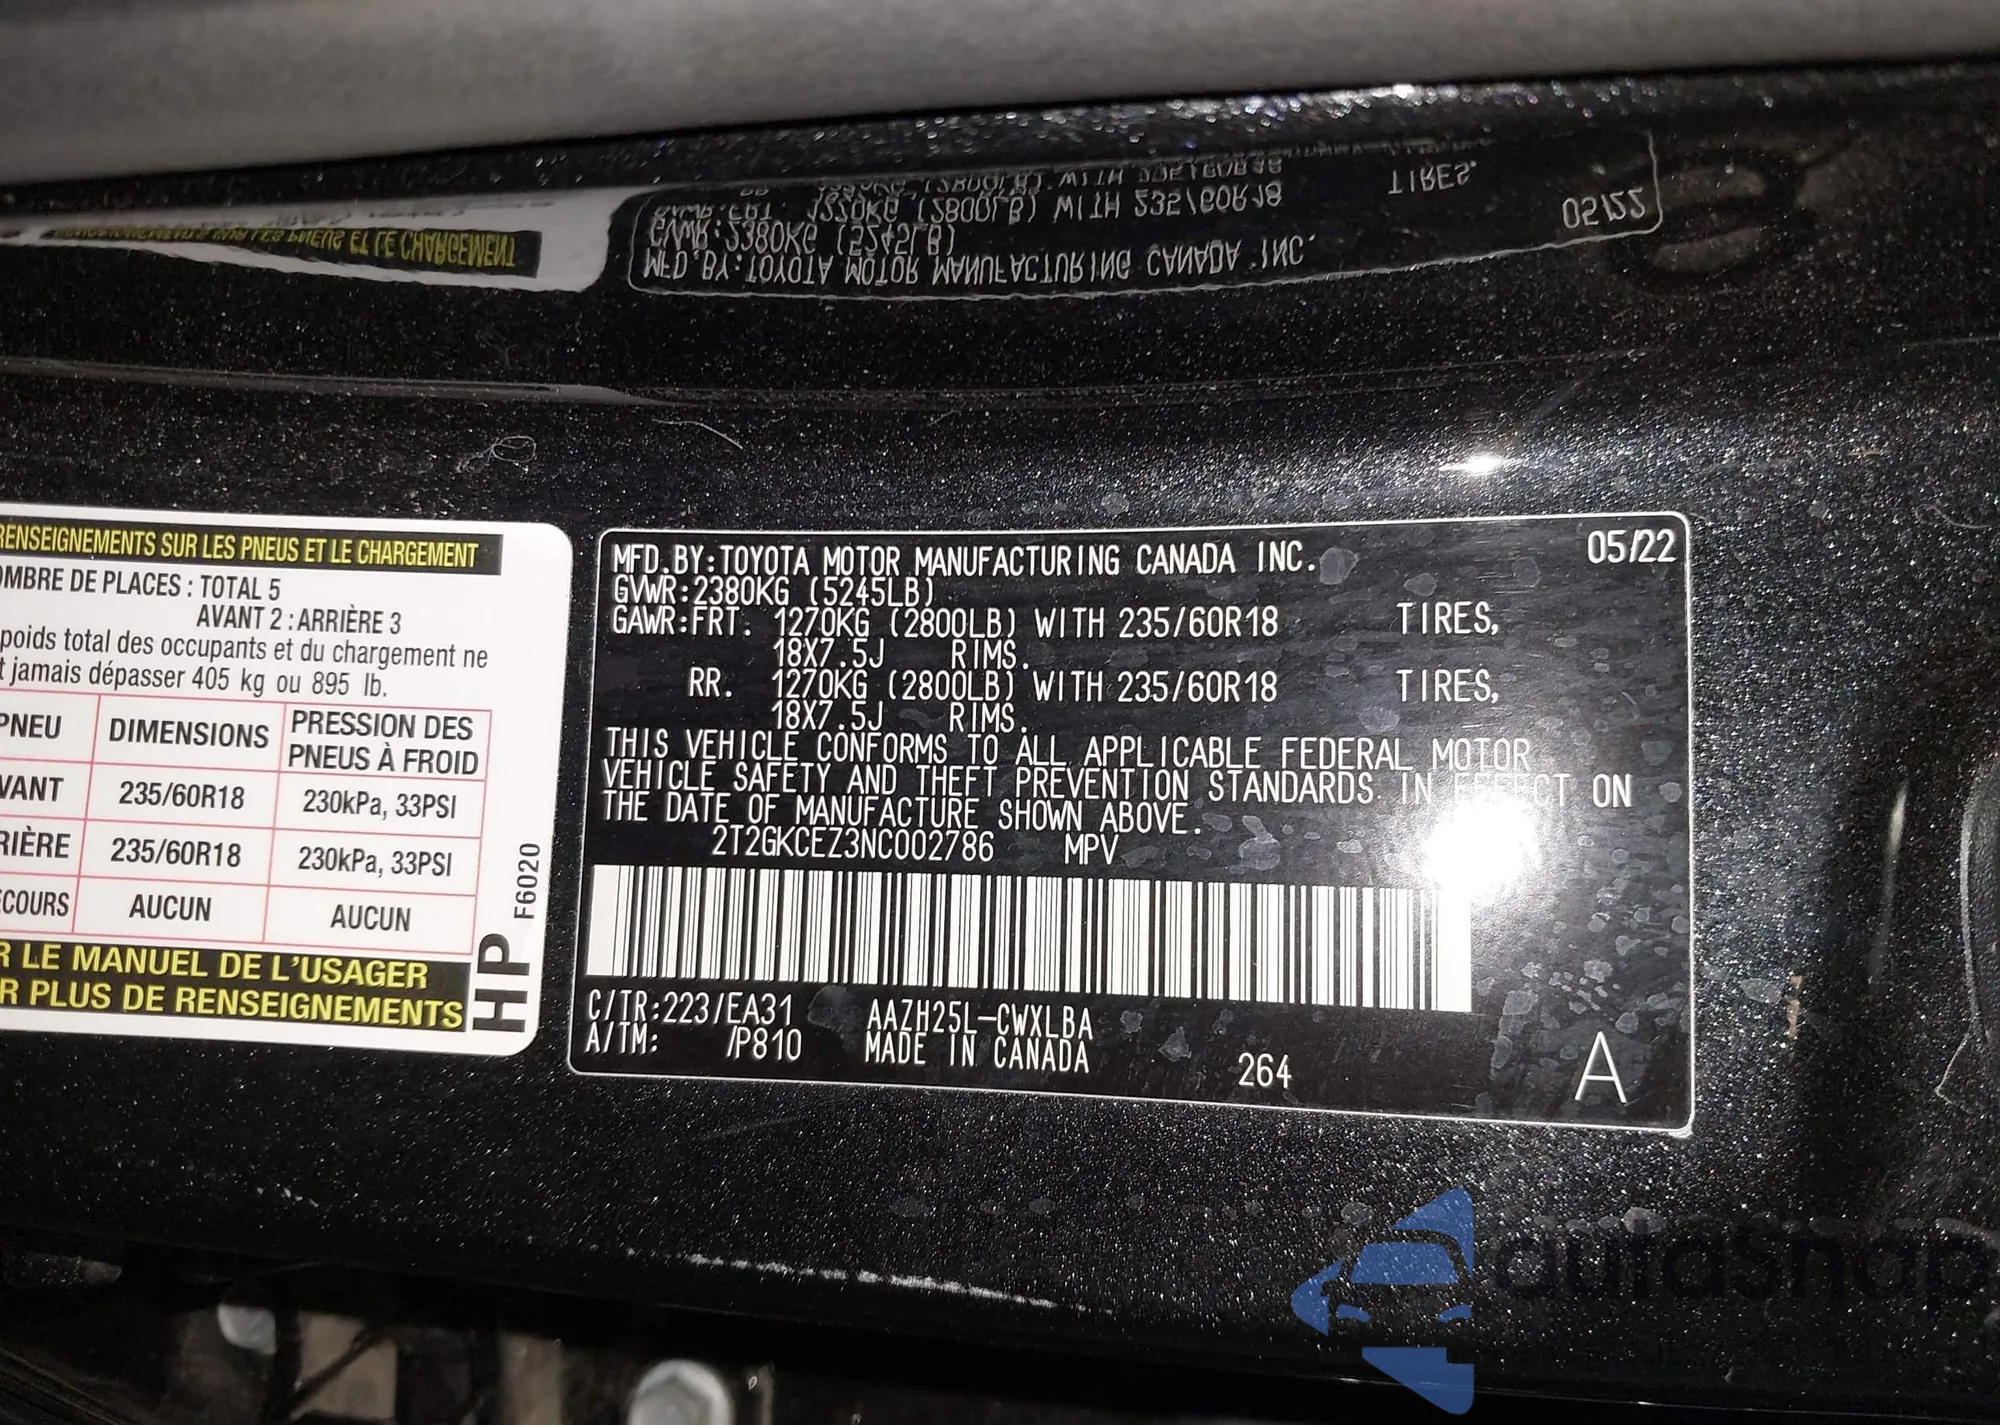 RENSEIGNEMENTS SUR LES PNEUS ET LE CHARGEMENT
OMBRE DE PLACES : TOTAL 5
AVANT 2 : ARRIÈRE 3
poids total des occupants et du chargement ne
t jamais dépasser 405 kg ou 895 lb.
PNEU DIMENSIONS PRESSION DES PNEUS À FROID
VANT 235/60R18 230kPa, 33PSI
RIÈRE 235/60R18 230kPa, 33PSI
ECOURS AUCUN AUCUN
R LE MANUEL DE L'USAGER
R PLUS DE RENSEIGNEMENTS
HP F6020
MFD.BY:TOYOTA MOTOR MANUFACTURING CANADA INC. 05/22
GVWR:2380KG (5245LB)
GAWR:FRT. 1270KG (2800LB) WITH 235/60R18 TIRES,
18X7.5J RIMS.
RR. 1270KG (2800LB) WITH 235/60R18 TIRES,
18X7.5J RIMS.
THIS VEHICLE CONFORMS TO ALL APPLICABLE FEDERAL MOTOR
VEHICLE SAFETY AND THEFT PREVENTION STANDARDS IN EFFECT ON
THE DATE OF MANUFACTURE SHOWN ABOVE.
2T2GKCEZ3NC002786 MPV
C/TR:223/EA31 AAZH25L-CWXLBA
A/TM: /P810 MADE IN CANADA
264 A
autoShop